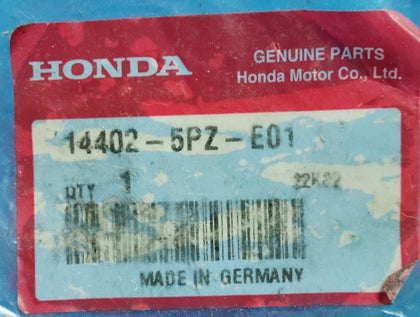 HONDA
GENUINE PARTS
Honda Motor Co., Ltd.
14402-5PZ-E01
QTY 1 22K22
MADE IN GERMANY